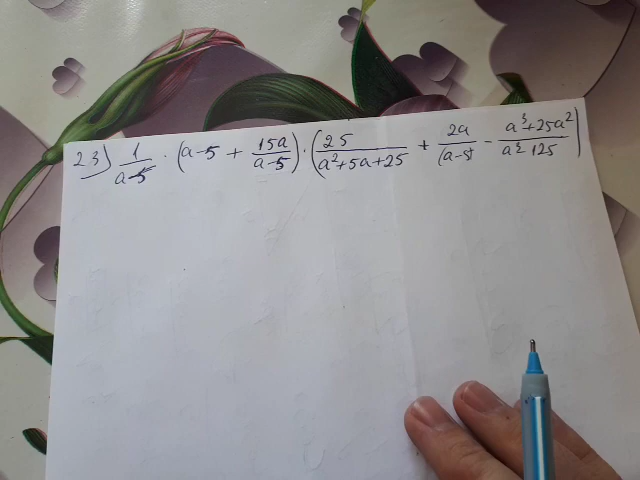 23) 1/(a-5) · (a-5 + 15a/(a-5)) · (25/(a²+5a+25) + 2a/(a-5) - (a³+25a²)/(a³-125))